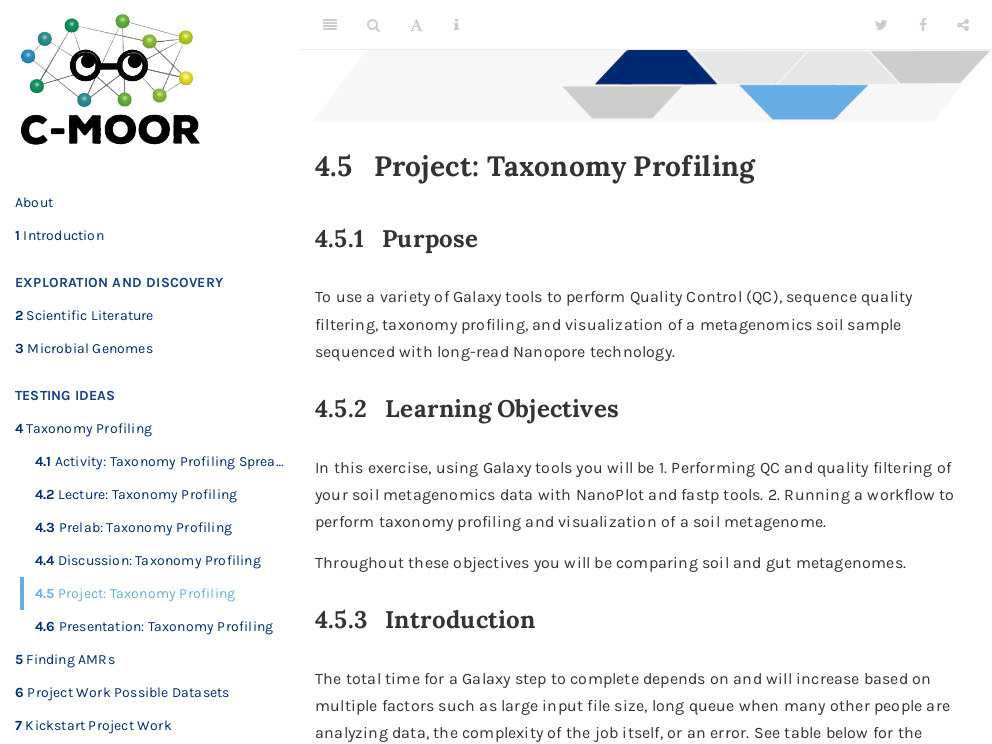 C-MOOR
About
1 Introduction
EXPLORATION AND DISCOVERY
2 Scientific Literature
3 Microbial Genomes
TESTING IDEAS
4 Taxonomy Profiling
4.1 Activity: Taxonomy Profiling Sprea…
4.2 Lecture: Taxonomy Profiling
4.3 Prelab: Taxonomy Profiling
4.4 Discussion: Taxonomy Profiling
4.5 Project: Taxonomy Profiling
4.6 Presentation: Taxonomy Profiling
5 Finding AMRs
6 Project Work Possible Datasets
7 Kickstart Project Work
A
4.5 Project: Taxonomy Profiling
4.5.1 Purpose
To use a variety of Galaxy tools to perform Quality Control (QC), sequence quality
filtering, taxonomy profiling, and visualization of a metagenomics soil sample
sequenced with long-read Nanopore technology.
4.5.2 Learning Objectives
In this exercise, using Galaxy tools you will be 1. Performing QC and quality filtering of
your soil metagenomics data with NanoPlot and fastp tools. 2. Running a workflow to
perform taxonomy profiling and visualization of a soil metagenome.
Throughout these objectives you will be comparing soil and gut metagenomes.
4.5.3 Introduction
The total time for a Galaxy step to complete depends on and will increase based on
multiple factors such as large input file size, long queue when many other people are
analyzing data, the complexity of the job itself, or an error. See table below for the